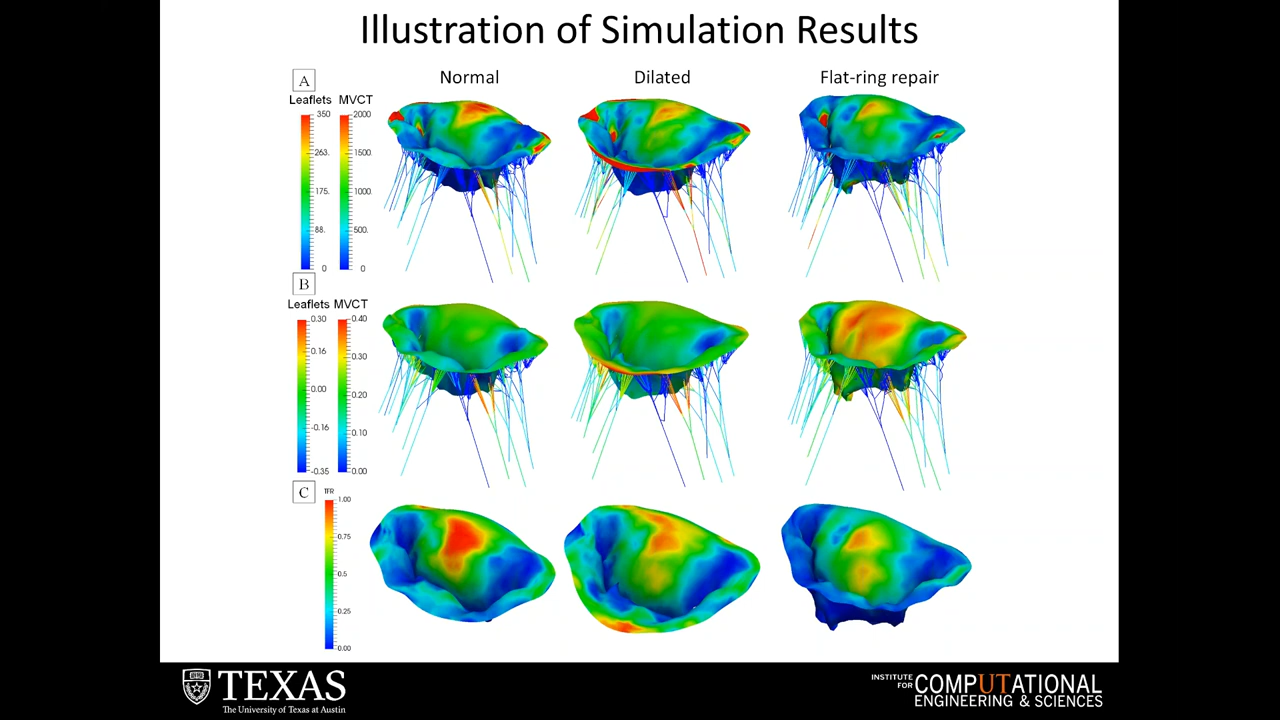 Illustration of Simulation Results
A
Normal
Dilated
Flat-ring repair
Leaflets MVCT
350 2000
263. 1500
175. 1000
88. 500.
0 0
B
Leaflets MVCT
0.30 0.40
0.16 0.30
0.00 0.20
-0.16 0.10
-0.35 0.00
C
TFR
1.00
0.75
0.5
0.25
0.00
TEXAS
The University of Texas at Austin
INSTITUTE
FOR
COMPUTATIONAL
ENGINEERING & SCIENCES